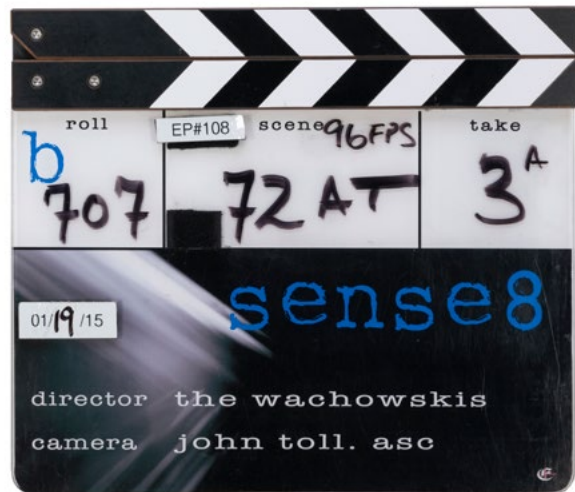 roll
EP#108
scene
96FPS
take
b
707
72 AT
3 A
sense8
01/19/15
director the wachowskis
camera john toll. asc